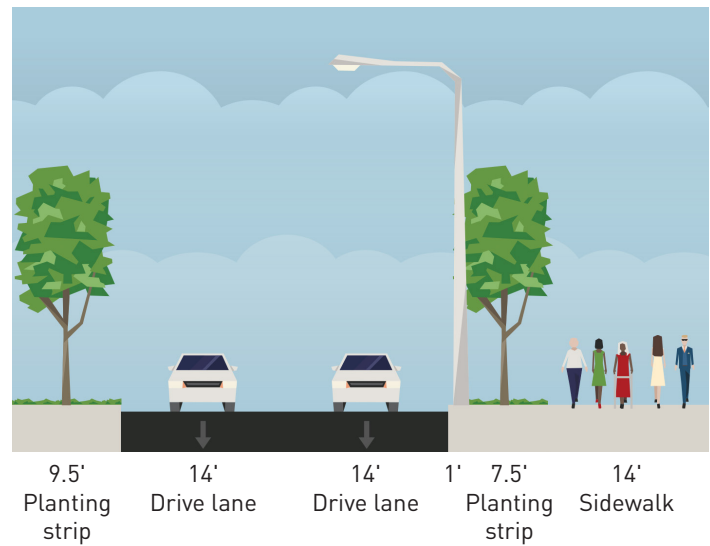 9.5' 14' 14' 1' 7.5' 14'
Planting Drive lane Drive lane Planting Sidewalk
strip strip